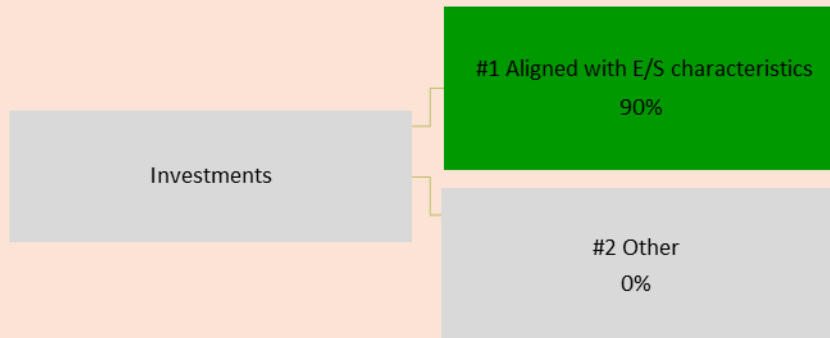 #1 Aligned with E/S characteristics
90%
Investments
#2 Other
0%